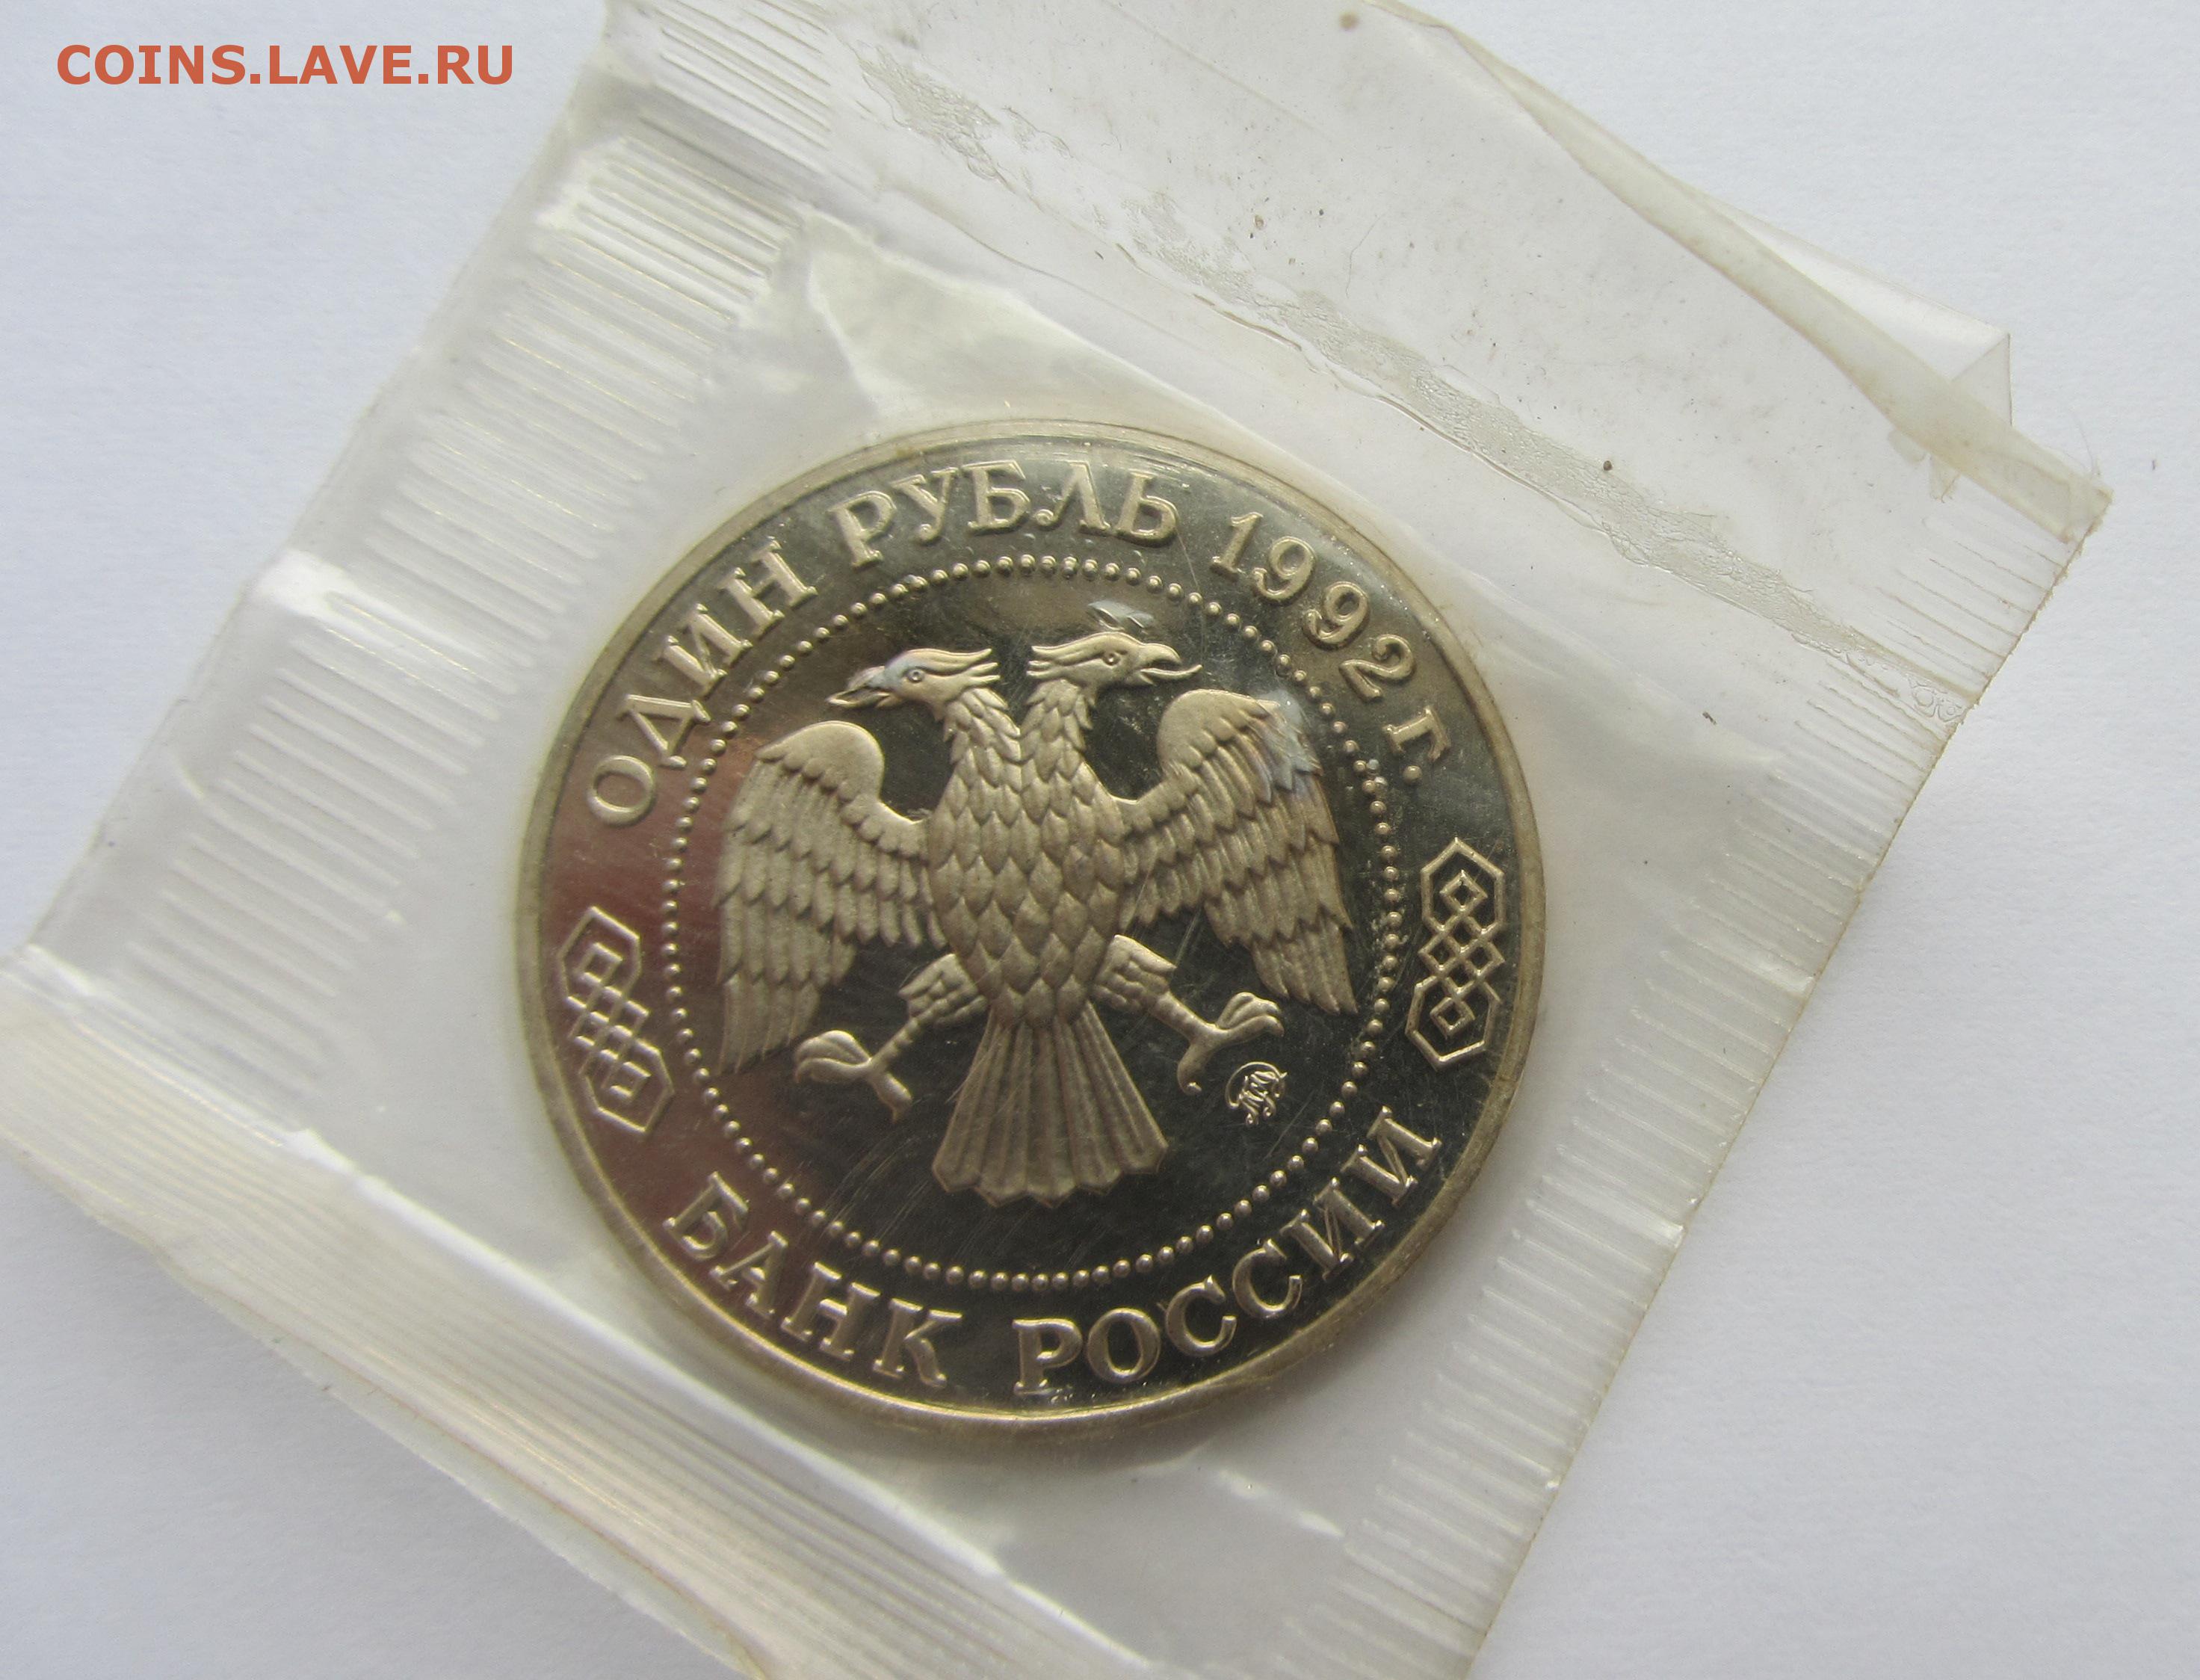 COINS.LAVE.RU
ОДИН РУБЛЬ 1992 г.
БАНК РОССИИ